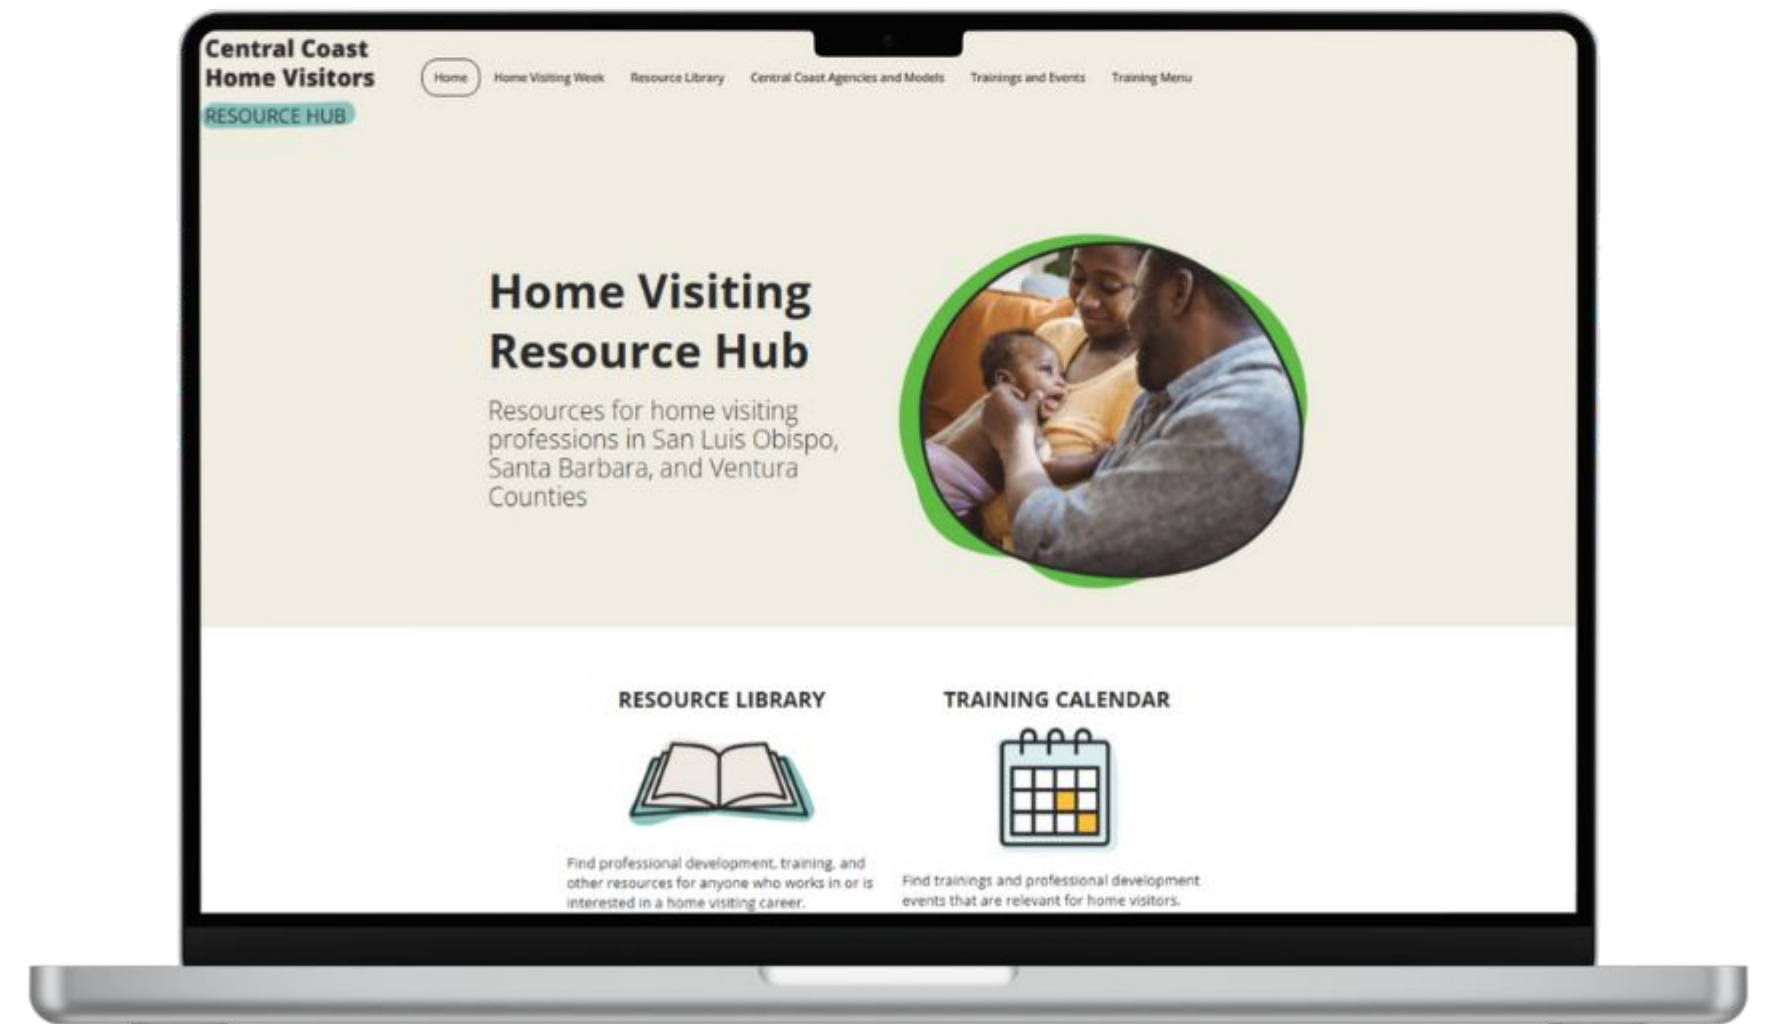 Central Coast
Home Visitors
RESOURCE HUB
Home
Home Visiting Week
Resource Library
Central Coast Agencies and Models
Trainings and Events
Training Menu
Home Visiting
Resource Hub
Resources for home visiting
professions in San Luis Obispo,
Santa Barbara, and Ventura
Counties
RESOURCE LIBRARY
Find professional development, training, and
other resources for anyone who works in or is
interested in a home visiting career.
TRAINING CALENDAR
Find trainings and professional development
events that are relevant for home visitors.